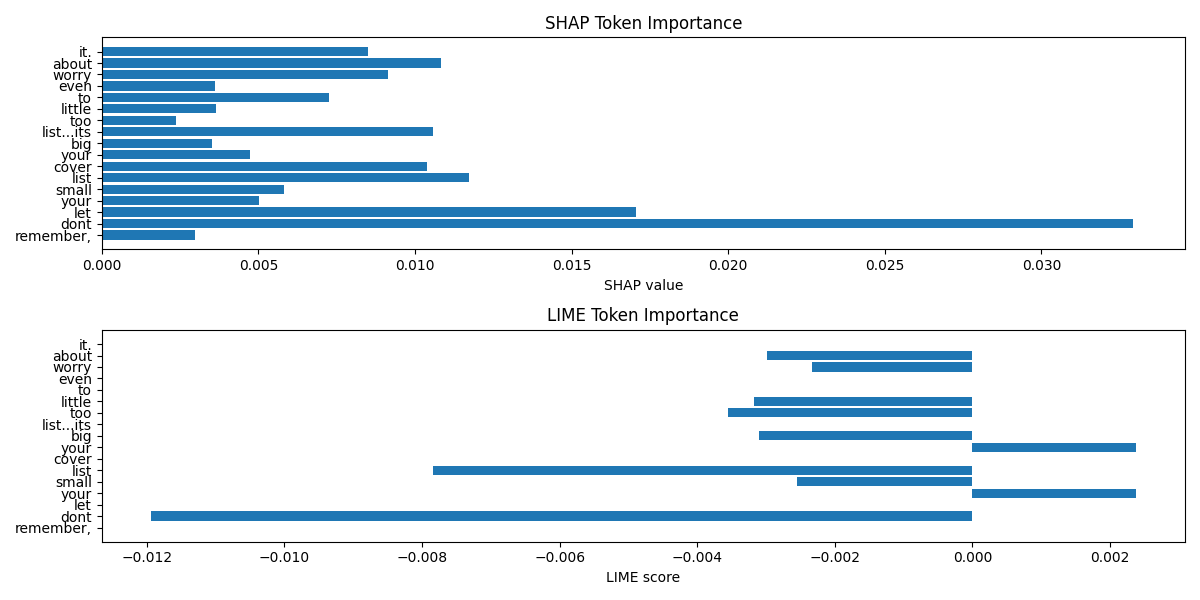 SHAP Token Importance
it.
about
worry
even
to
little
too
list...its
big
your
cover
list
small
your
let
dont
remember,
0.000 0.005 0.010 0.015 0.020 0.025 0.030
SHAP value
LIME Token Importance
it.
about
worry
even
to
little
too
list...its
big
your
cover
list
small
your
let
dont
remember,
−0.012 −0.010 −0.008 −0.006 −0.004 −0.002 0.000 0.002
LIME score